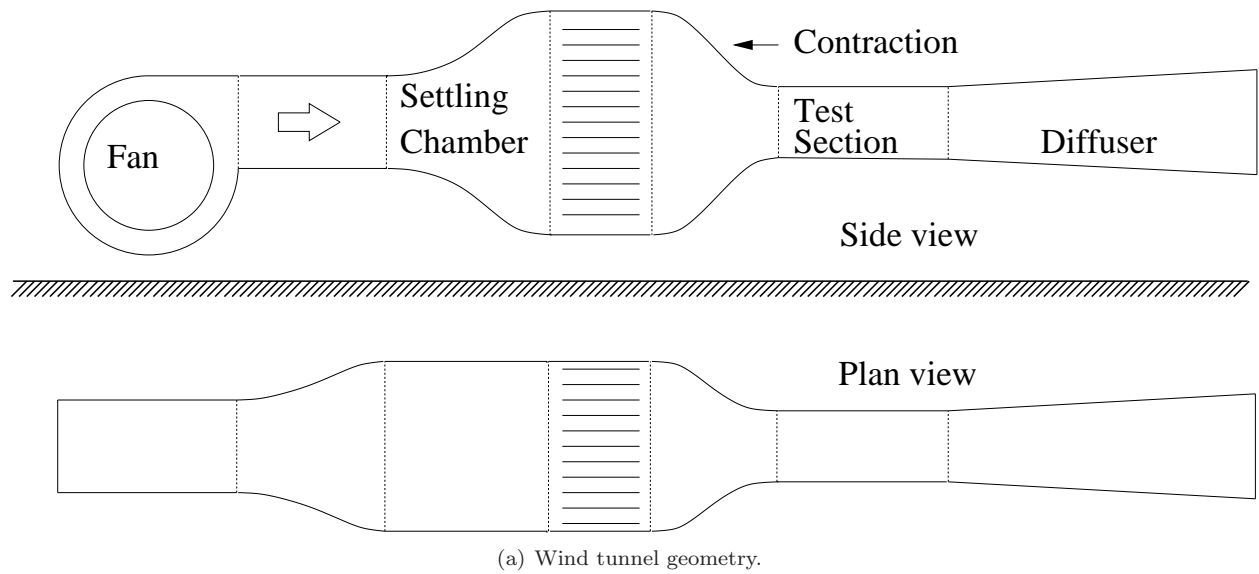 Contraction
Settling
Chamber
Test
Section
Fan
Diffuser
Side view
Plan view
(a) Wind tunnel geometry.